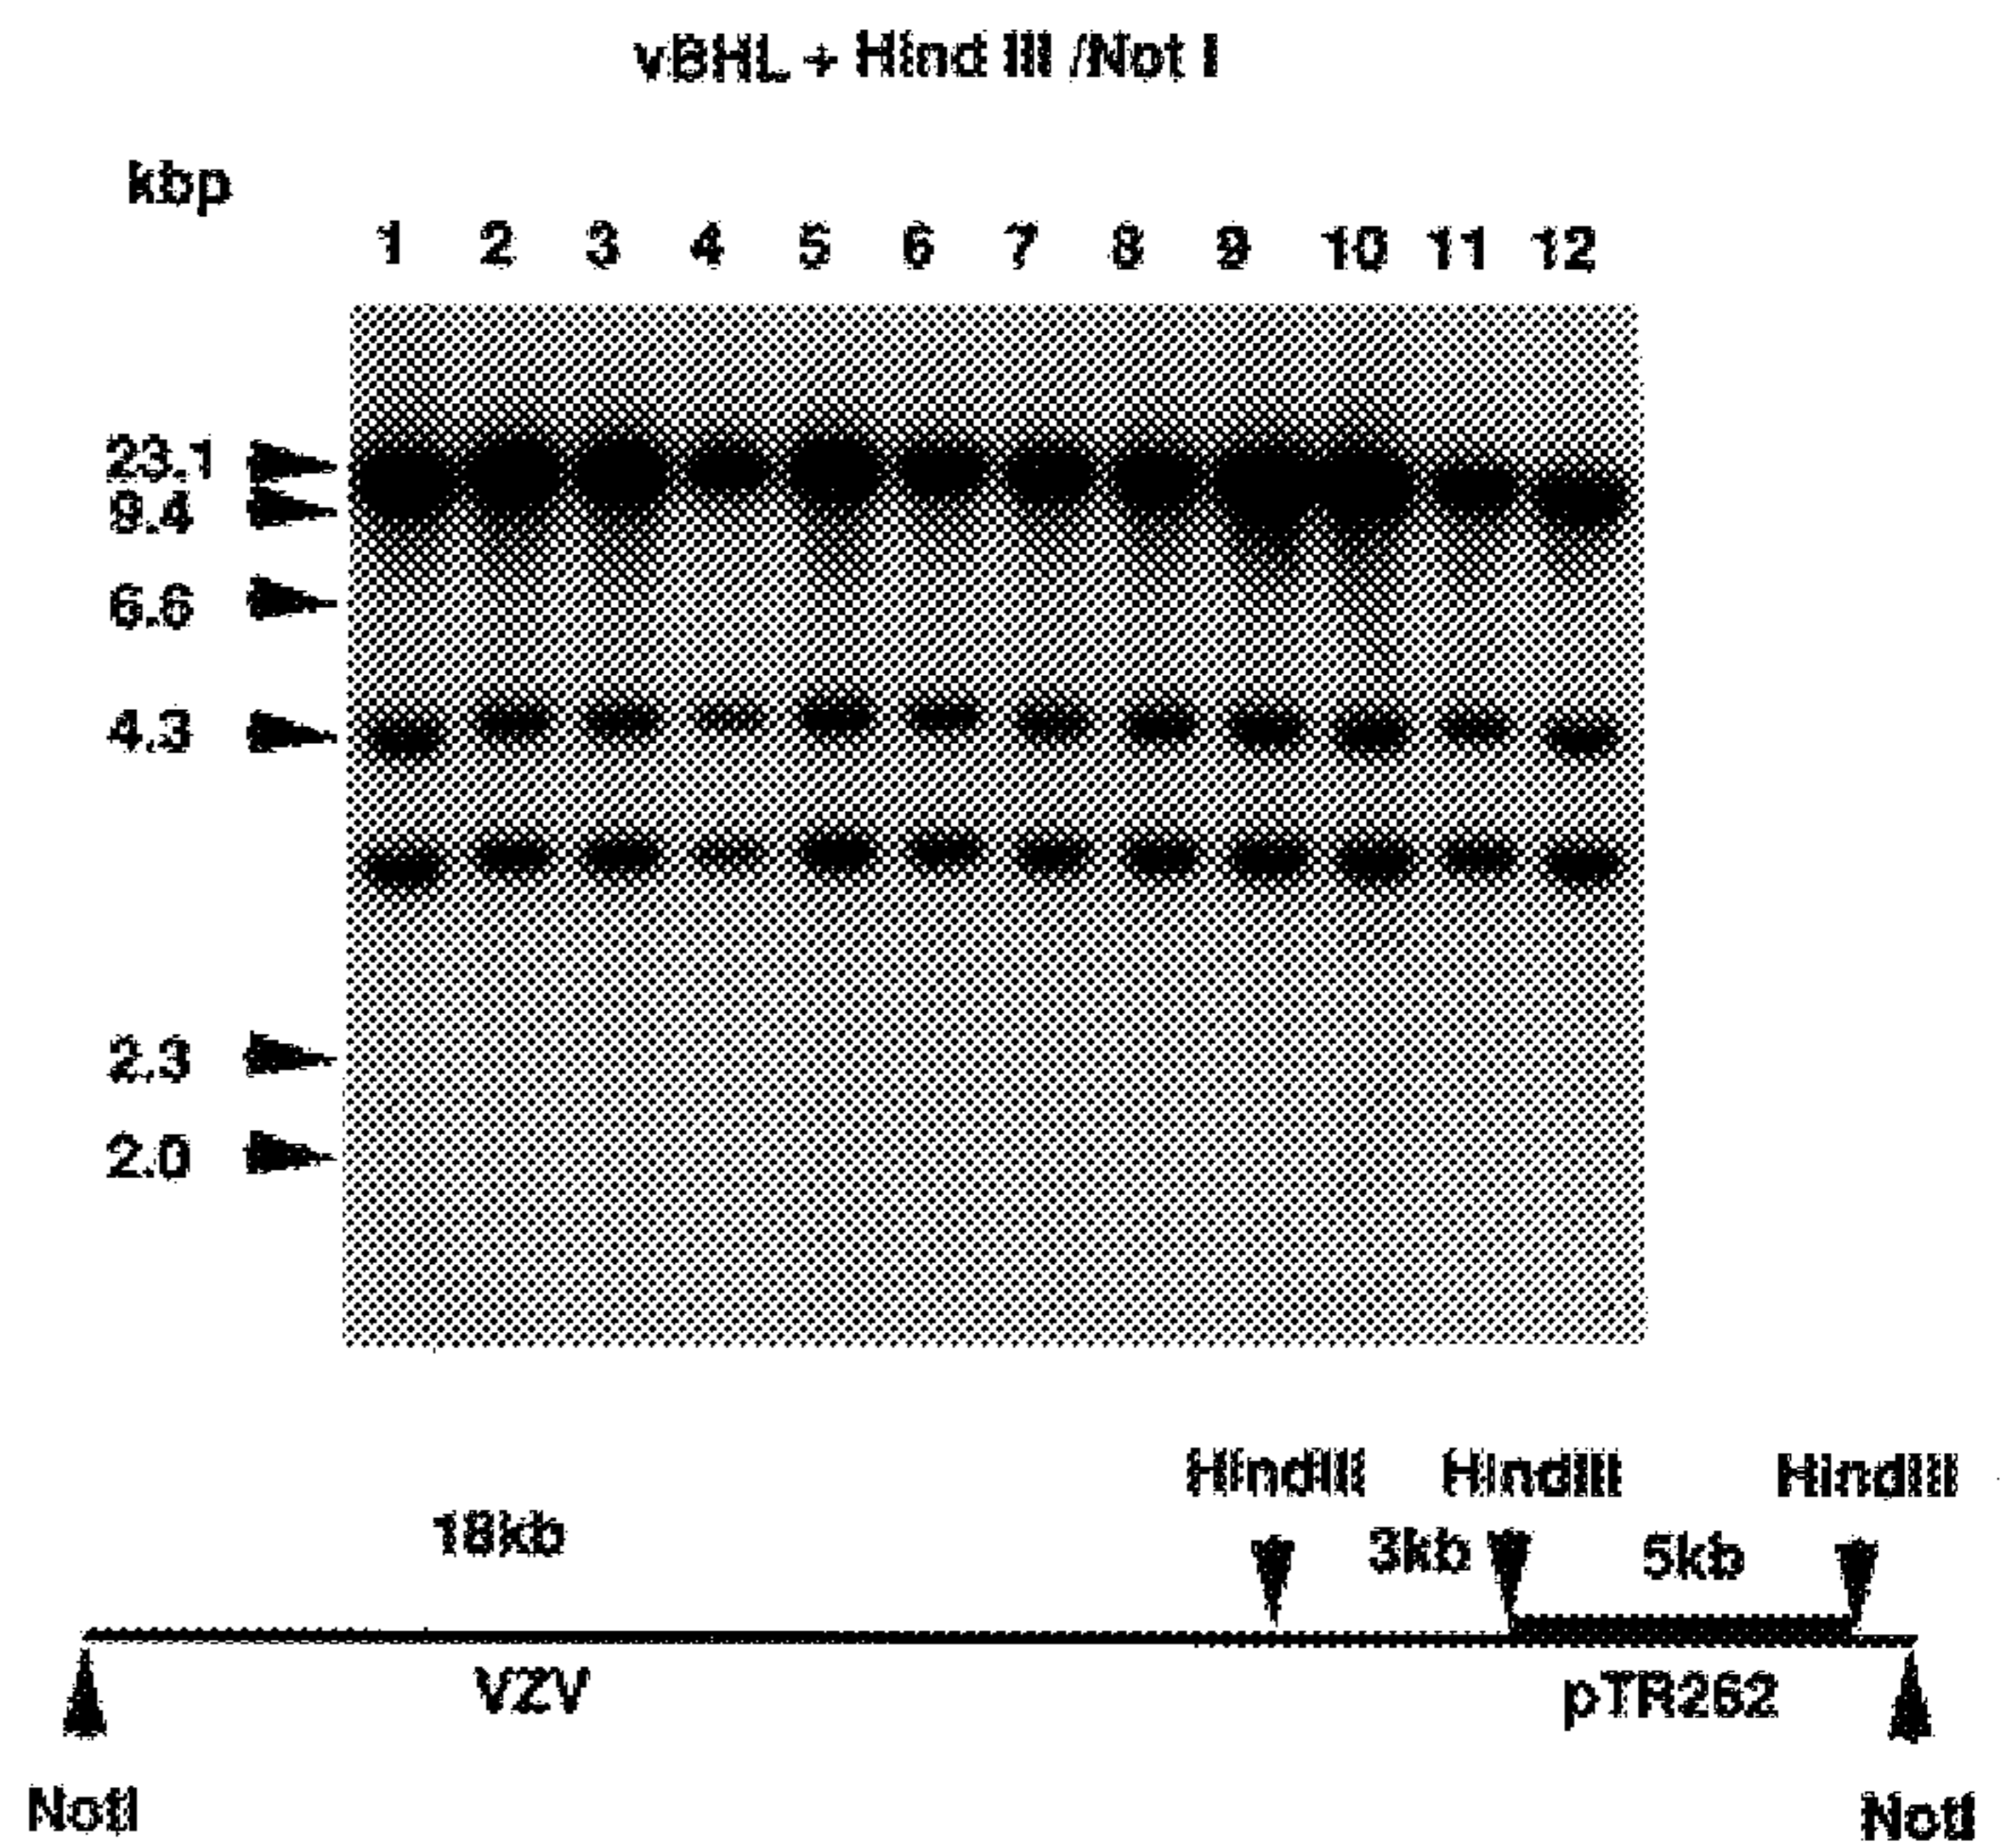 vBHL + Hind III /Not I
kbp
1 2 3 4 5 6 7 8 9 10 11 12
23.1
9.4
6.6
4.3
2.3
2.0
HindIII HindIII HindIII
18kb 3kb 5kb
VZV pTR262
NotI NotI